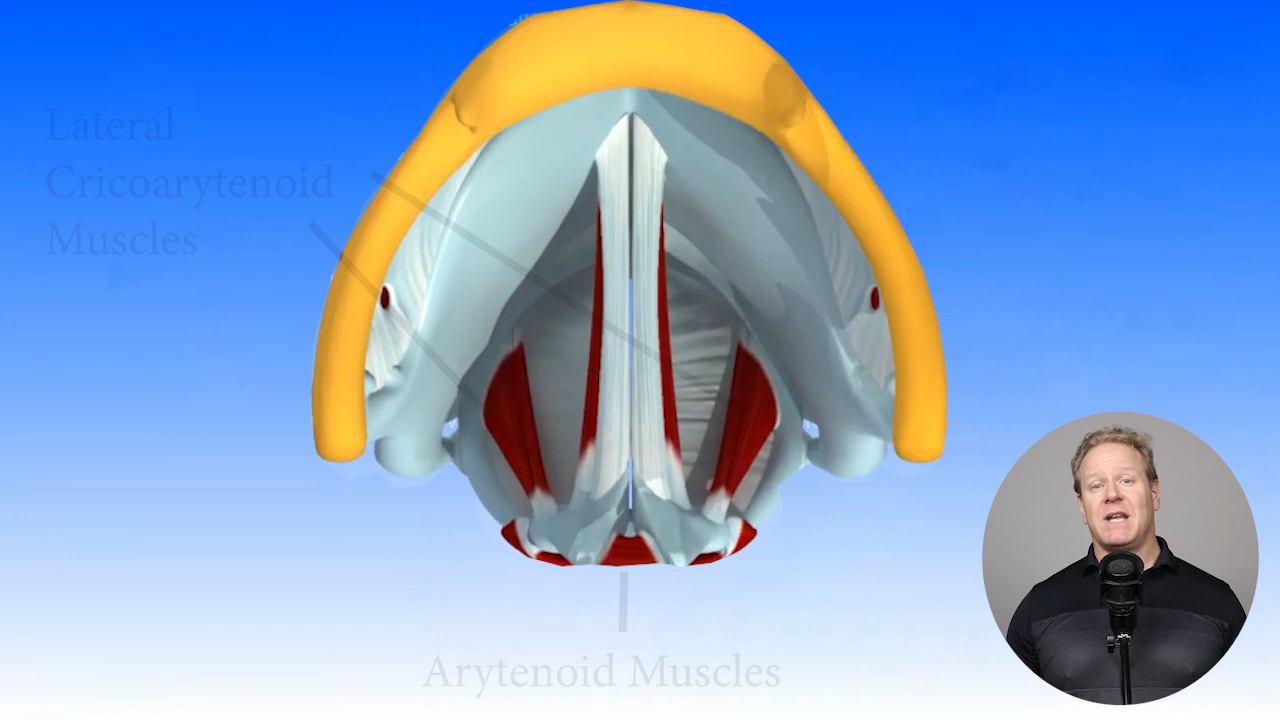 Lateral
Cricoarytenoid
Muscles
Arytenoid Muscles